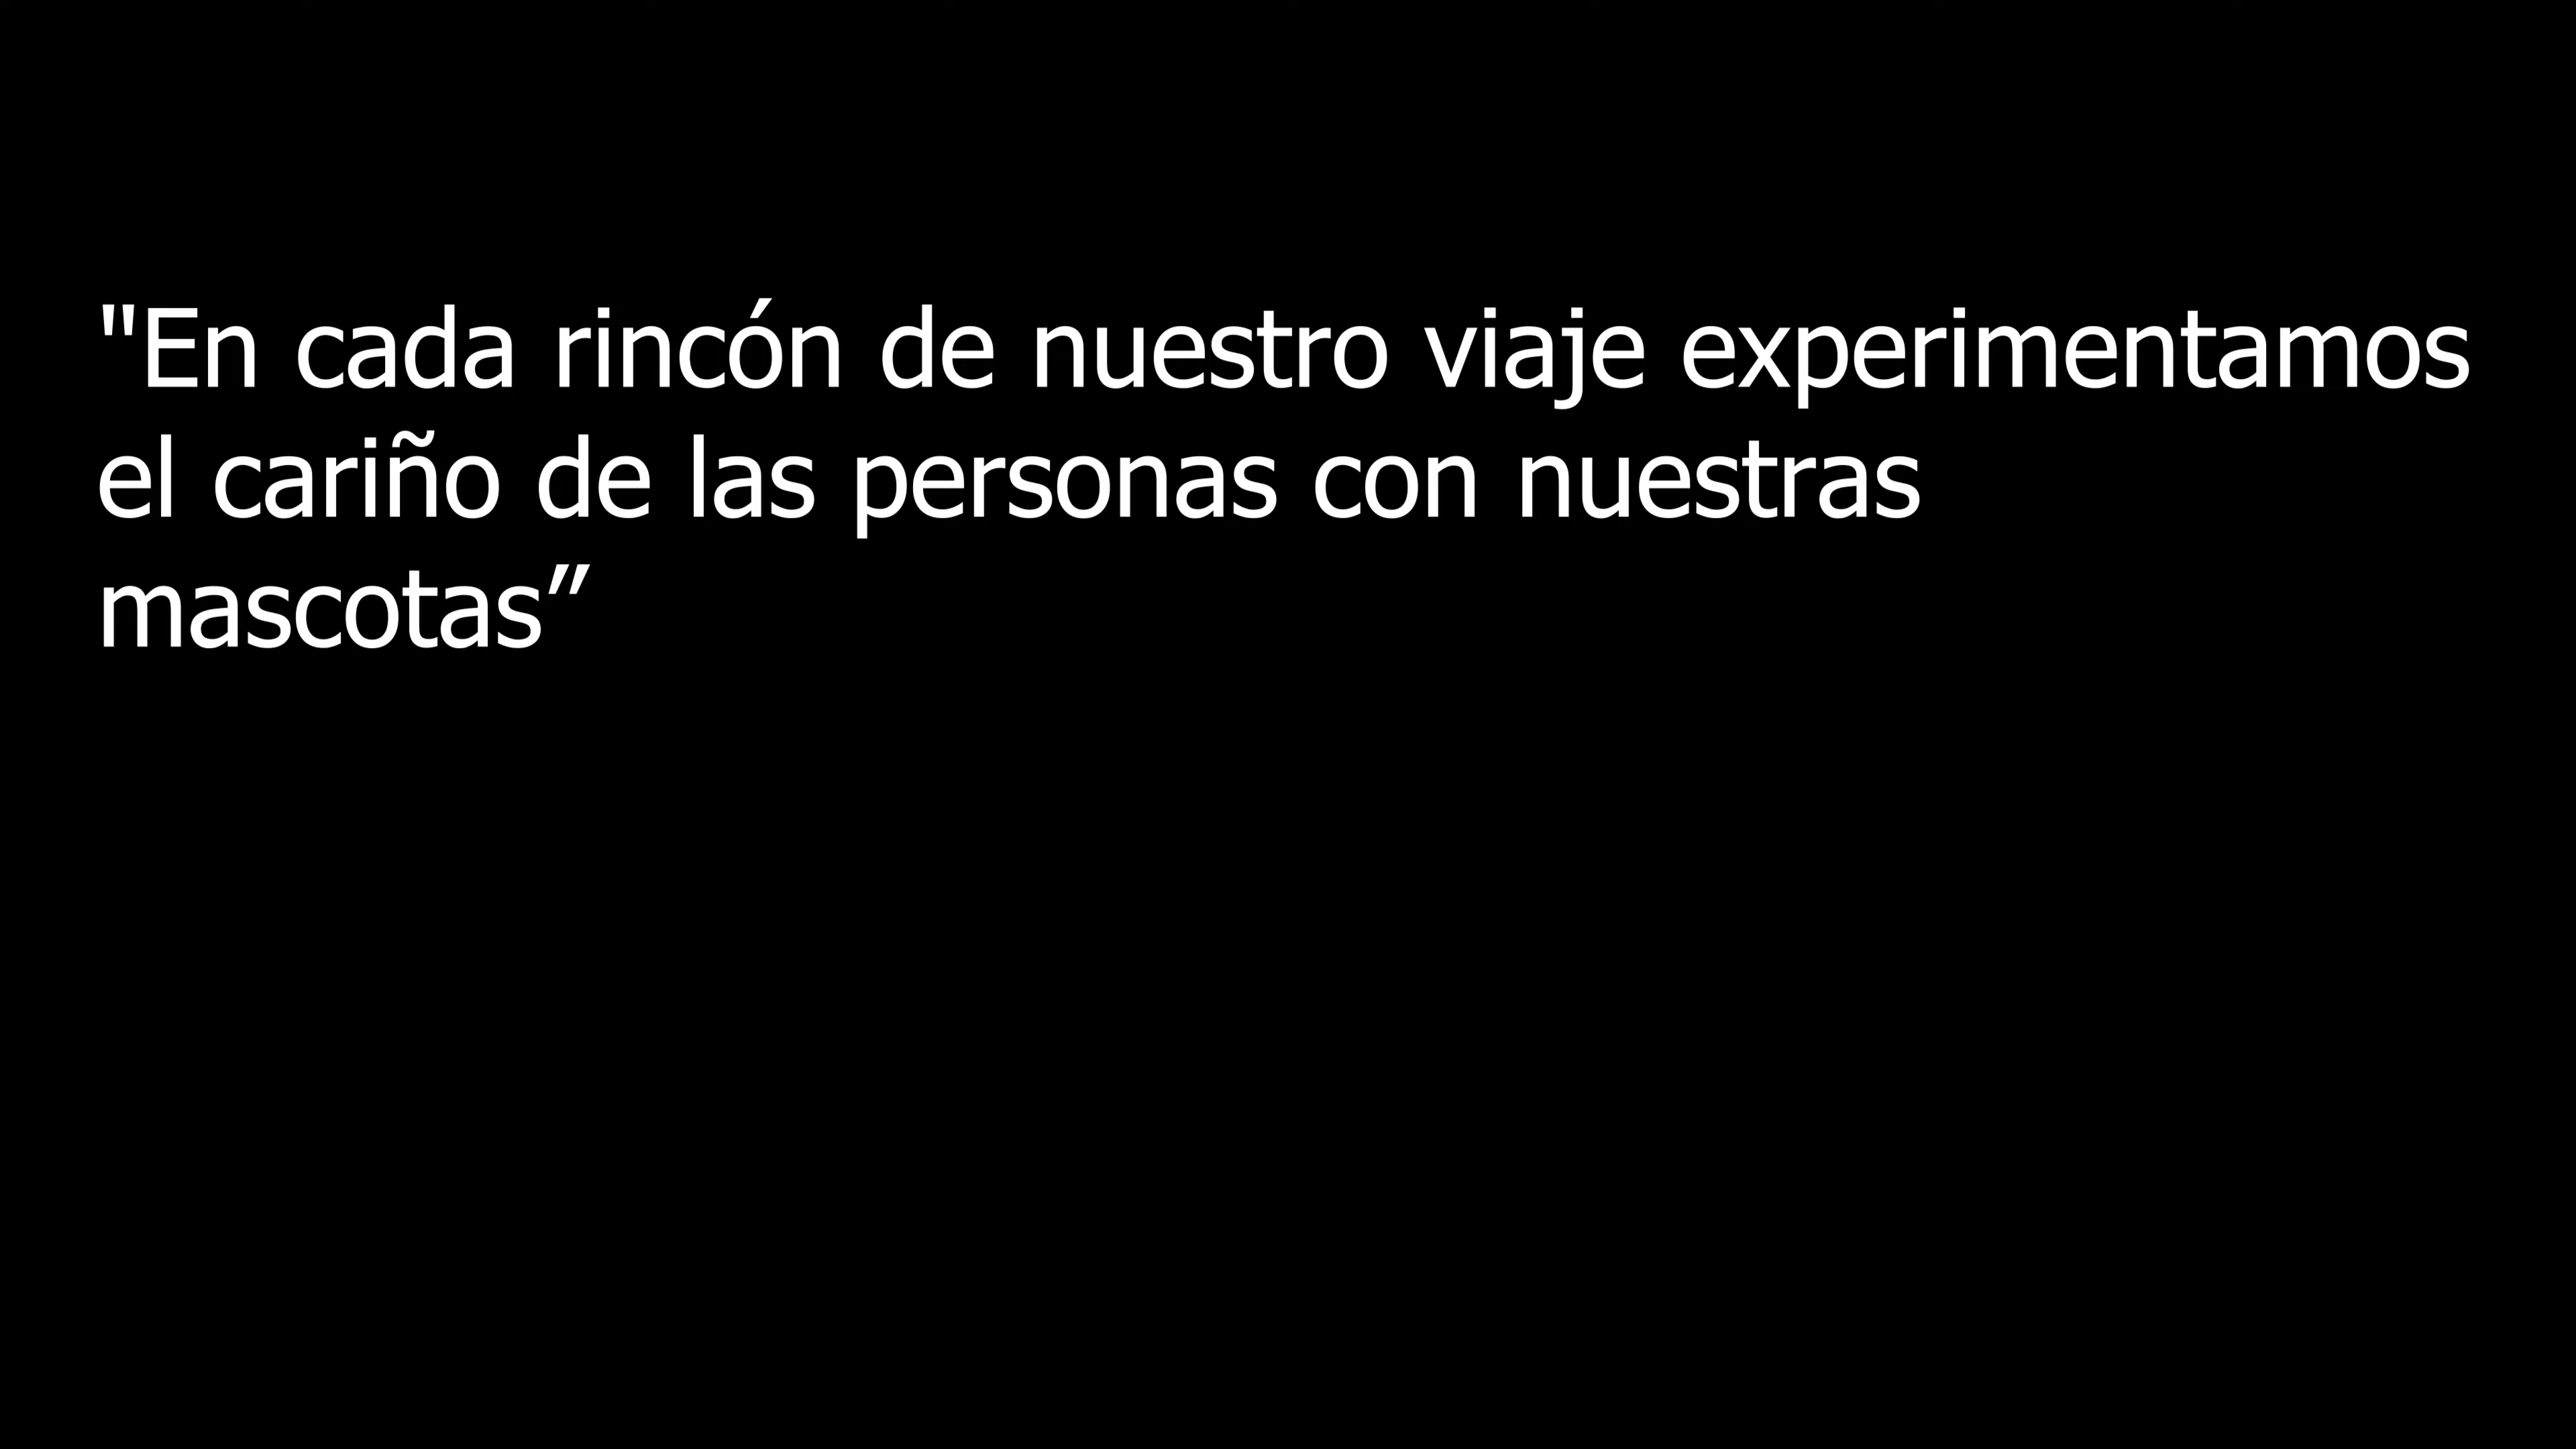 "En cada rincón de nuestro viaje experimentamos
el cariño de las personas con nuestras
mascotas”